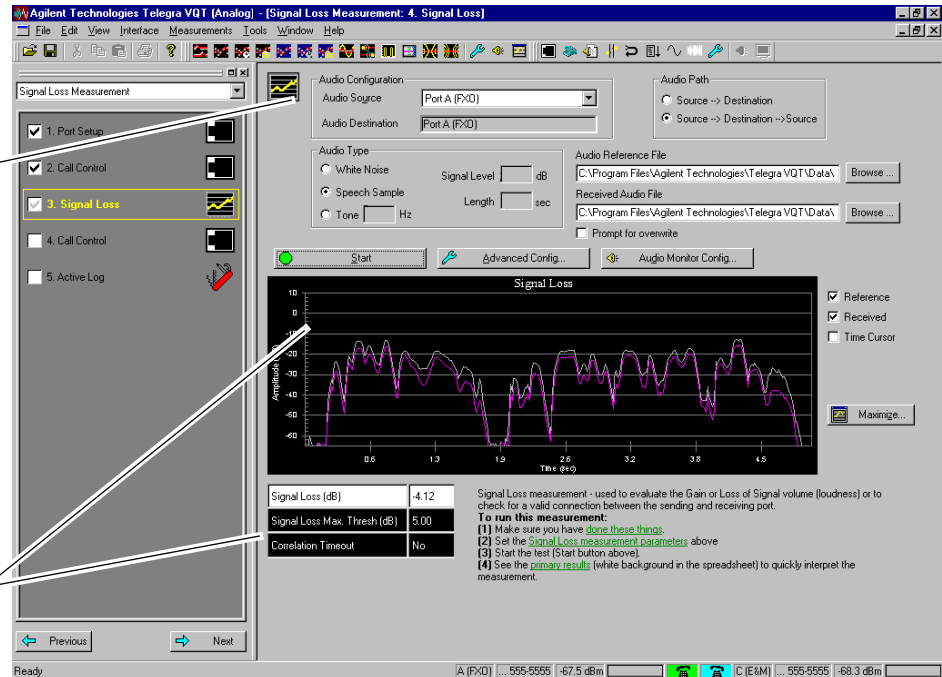 Agilent Technologies Telegra VQT (Analog) - [Signal Loss Measurement: 4. Signal Loss]
File Edit View Interface Measurements Tools Window Help
Signal Loss Measurement
1. Port Setup
2. Call Control
3. Signal Loss
4. Call Control
5. Active Log
Previous Next
Audio Configuration
Audio Source Port A (FXO)
Audio Destination Port A (FXO)
Audio Path
Source --> Destination
Source --> Destination -->Source
Audio Type
White Noise
Speech Sample
Tone Hz
Signal Level dB
Length sec
Audio Reference File
C:\Program Files\Agilent Technologies\Telegra VQT\Data\ Browse ...
Received Audio File
C:\Program Files\Agilent Technologies\Telegra VQT\Data\ Browse ...
Prompt for overwrite
Start Advanced Config... Audio Monitor Config...
Signal Loss
10
0
-20
-30
-40
-50
-60
Amplitude
0.6 1.3 1.9 2.6 3.2 3.8 4.5
Time (sec)
Reference
Received
Time Cursor
Maximize...
Signal Loss (dB) -4.12
Signal Loss Max. Thresh (dB) 5.00
Correlation Timeout No
Signal Loss measurement - used to evaluate the Gain or Loss of Signal volume (loudness) or to
check for a valid connection between the sending and receiving port.
To run this measurement:
(1) Make sure you have done these things.
(2) Set the Signal Loss measurement parameters above
(3) Start the test (Start button above).
(4) See the primary results (white background in the spreadsheet) to quickly interpret the
measurement.
Ready A (FXO) ... 555-5555 -67.5 dBm C (E&M) ... 555-5555 -68.3 dBm